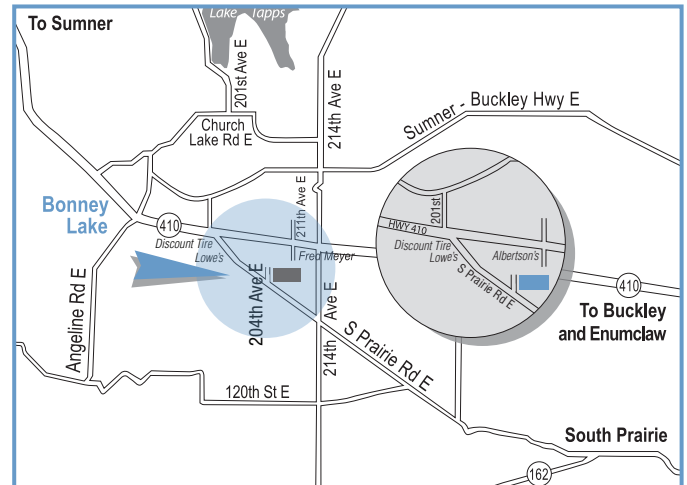 To Sumner
Lake Tapps
201st Ave E
214th Ave E
Church
Lake Rd E
Sumner - Buckley Hwy E
Bonney
Lake
410
211th Ave E
Discount Tire
Lowe's
Fred Meyer
204th Ave E
214th Ave E
Angeline Rd E
S Prairie Rd E
120th St E
201st
HWY 410
Discount Tire
Lowe's
Albertson's
S Prairie Rd E
410
To Buckley
and Enumclaw
South Prairie
162